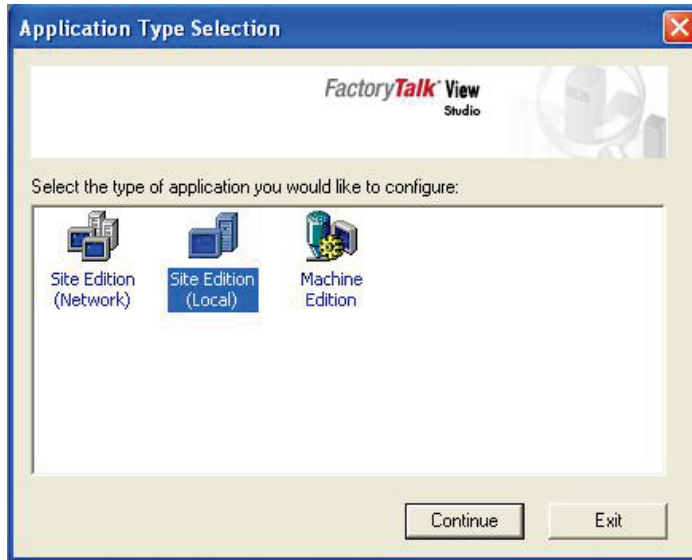 Application Type Selection
FactoryTalk View
Studio
Select the type of application you would like to configure:
Site Edition
(Network)
Site Edition
(Local)
Machine
Edition
Continue
Exit